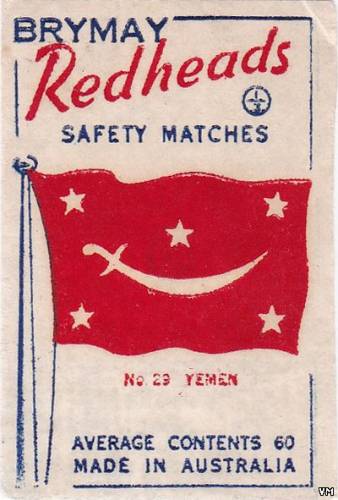 BRYMAY
Redheads
SAFETY MATCHES
No. 29 YEMEN
AVERAGE CONTENTS 60
MADE IN AUSTRALIA
VM